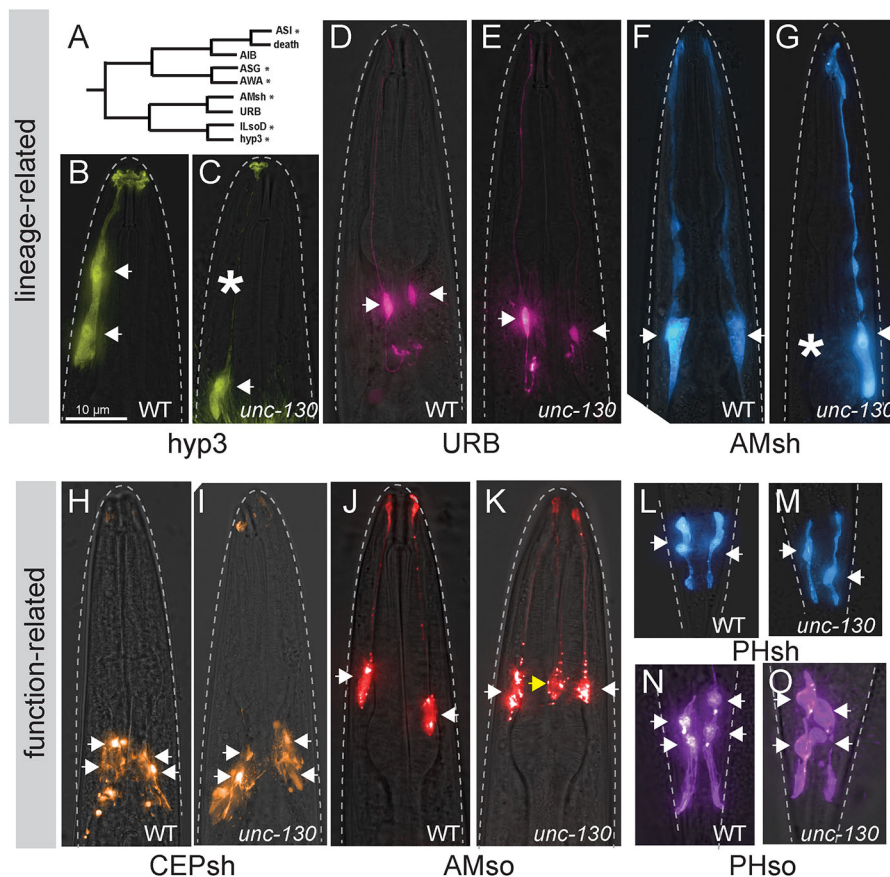 lineage-related
A
ASI *
death
AIB
ASG *
AWA *
AMsh *
URB
ILsoD *
hyp3 *
B
10 µm
WT
C
*
unc-130
hyp3
D
WT
E
unc-130
URB
F
WT
G
*
unc-130
AMsh
function-related
H
WT
I
unc-130
CEPsh
J
WT
K
unc-130
AMso
L
WT
M
unc-130
PHsh
N
WT
O
unc-130
PHso